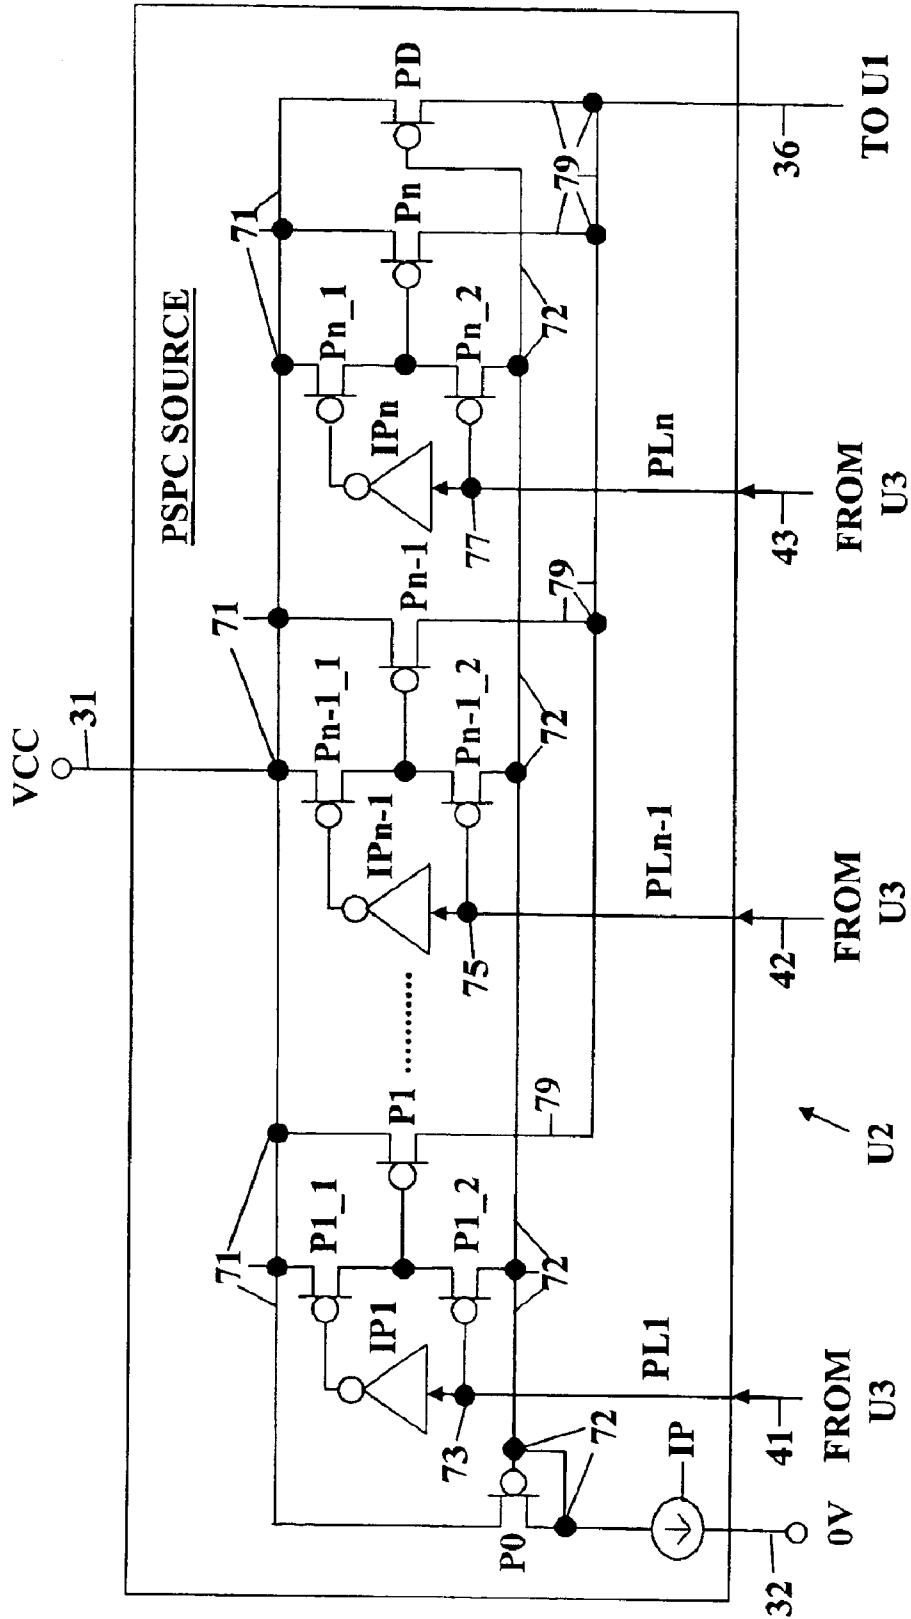 VCC
31
PSPC SOURCE
71
71
71
71
P1_1
Pn-1_1
Pn_1
IP1
IPn-1
IPn
P1 ...........
Pn-1
Pn
PD
P1_2
Pn-1_2
Pn_2
73
75
77
72
72
72
72
79
79
79
P0
IP
PL1
PLn-1
PLn
32
41
42
43
36
0V
FROM
U3
FROM
U3
FROM
U3
TO U1
U2